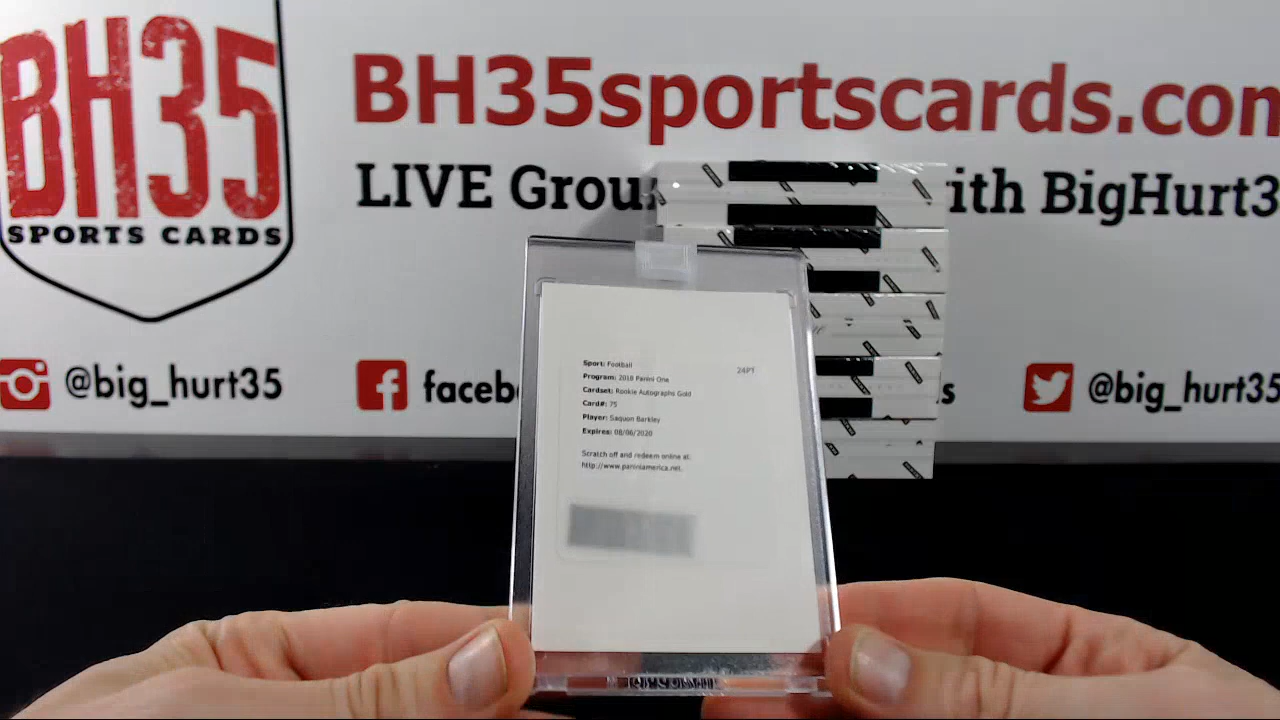 BH35
SPORTS CARDS
BH35sportscards.com
LIVE Grou ith BigHurt3
@big_hurt35
faceb s
@big_hurt35
Sport: Football
24PT
Program: 2018 Panini One
Cardset: Rookie Autographs Gold
Card#: 75
Player: Saquon Barkley
Expires: 08/06/2020
Scratch off and redeem online at:
http://www.paniniamerica.net.